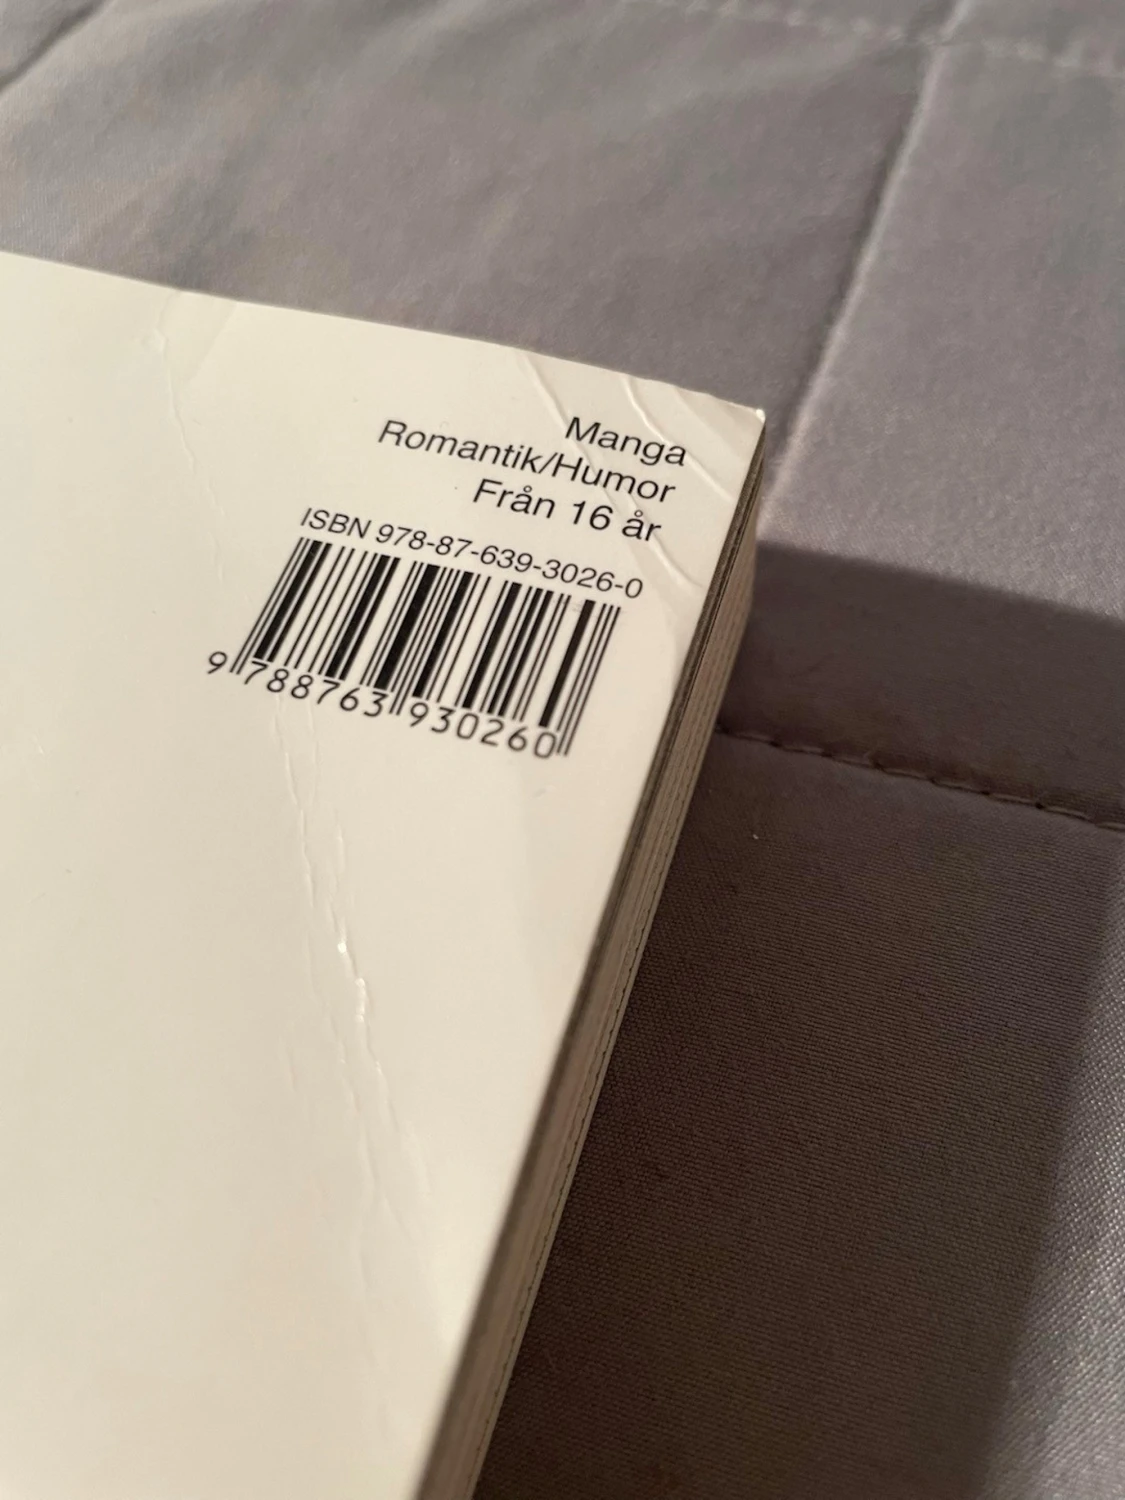 Manga
Romantik/Humor
Från 16 år
ISBN 978-87-639-3026-0
9 788763 930260